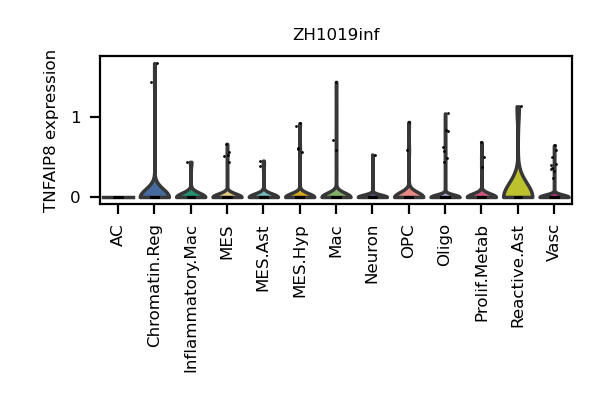 ZH1019inf
TNFAIP8 expression
1
0
AC
Chromatin.Reg
Inflammatory.Mac
MES
MES.Ast
MES.Hyp
Mac
Neuron
OPC
Oligo
Prolif.Metab
Reactive.Ast
Vasc